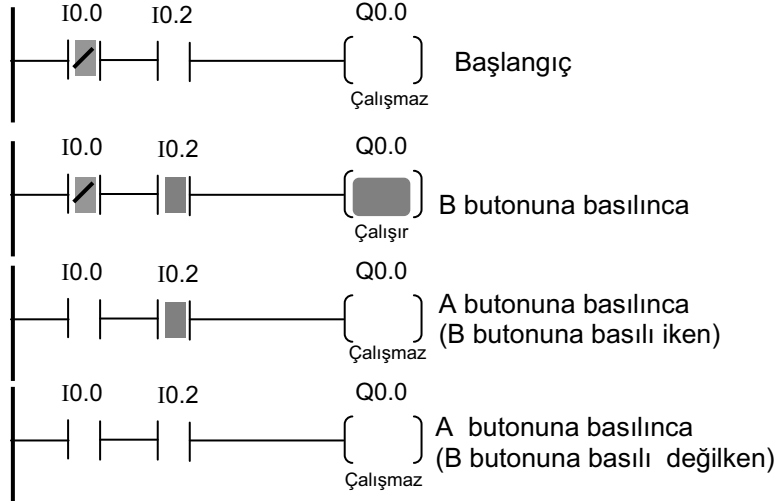 I0.0 I0.2 Q0.0
Başlangıç
Çalışmaz
I0.0 I0.2 Q0.0
B butonuna basılınca
Çalışır
I0.0 I0.2 Q0.0
A butonuna basılınca
(B butonuna basılı iken)
Çalışmaz
I0.0 I0.2 Q0.0
A butonuna basılınca
(B butonuna basılı değilken)
Çalışmaz